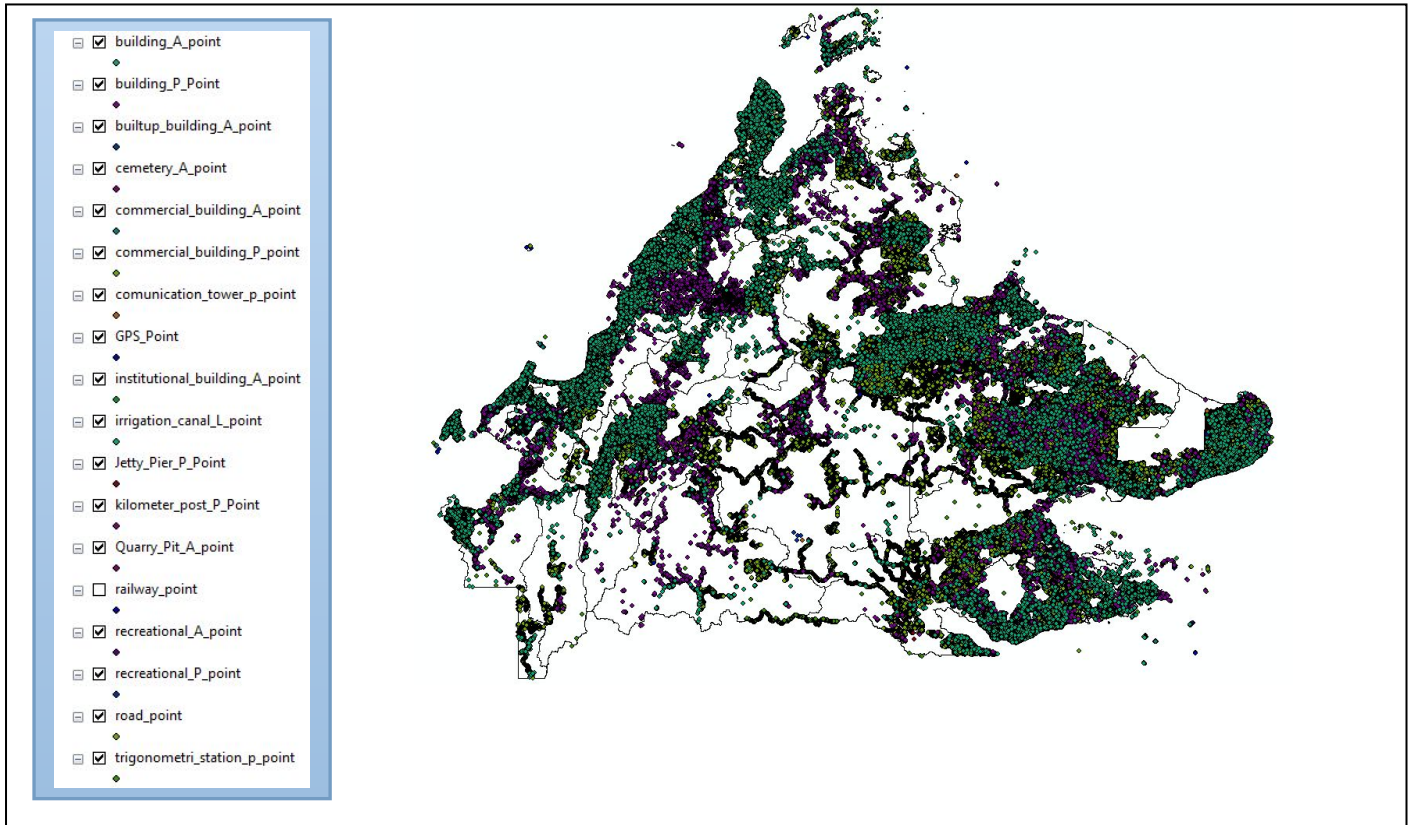 building_A_point
building_P_Point
builtup_building_A_point
cemetery_A_point
commercial_building_A_point
commercial_building_P_point
comunication_tower_p_point
GPS_Point
institutional_building_A_point
irrigation_canal_L_point
Jetty_Pier_P_Point
kilometer_post_P_Point
Quarry_Pit_A_point
railway_point
recreational_A_point
recreational_P_point
road_point
trigonometri_station_p_point